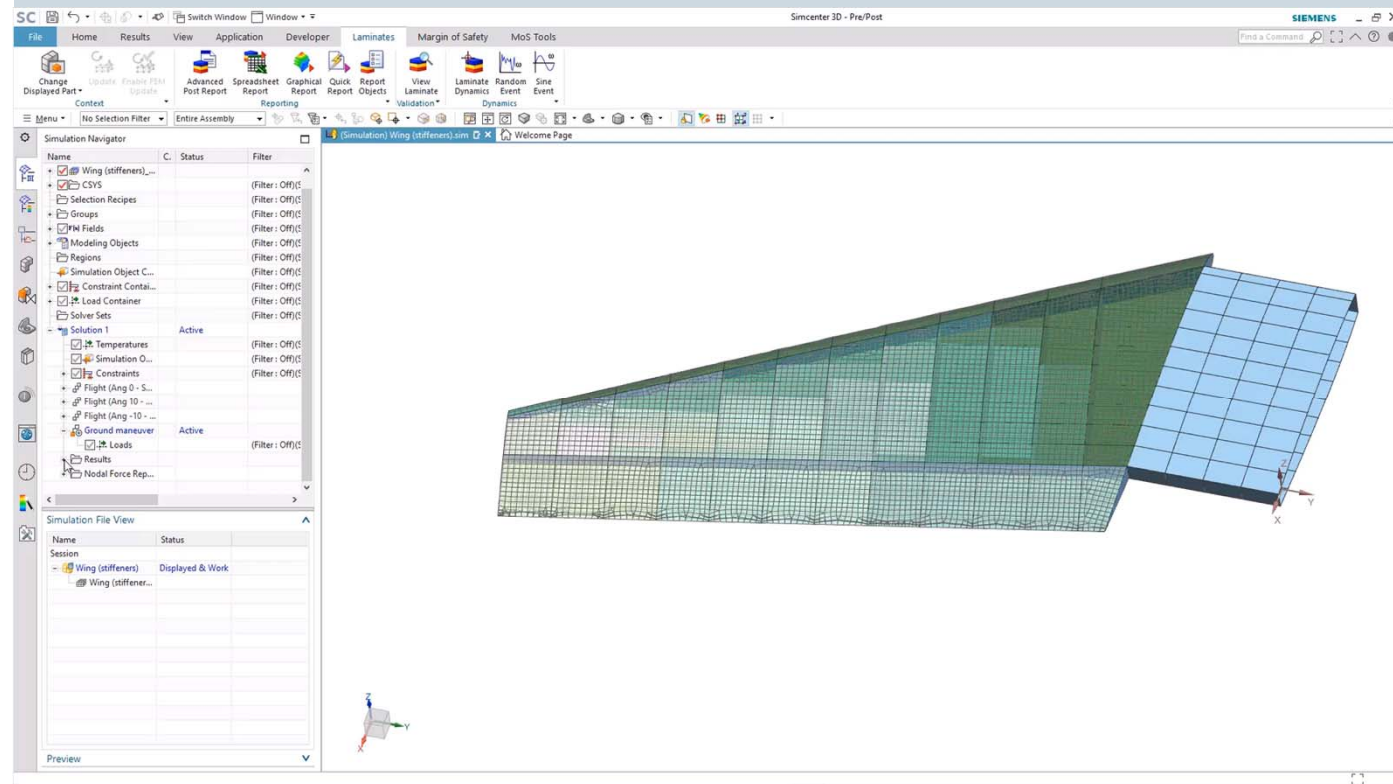 SC Switch Window Window Simcenter 3D - Pre/Post SIEMENS
File Home Results View Application Developer Laminates Margin of Safety MoS Tools Find a Command
Change Displayed Part Update Enable FEM Update Advanced Post Report Spreadsheet Report Graphical Report Quick Report Report Objects View Laminate Laminate Dynamics Random Event Sine Event
Context Reporting Validation Dynamics
Menu No Selection Filter Entire Assembly
Simulation Navigator (Simulation) Wing (stiffeners).sim Welcome Page
Name C. Status Filter
Wing (stiffeners)_...
CSYS (Filter : Off)(S
Selection Recipes (Filter : Off)(S
Groups (Filter : Off)(S
Fields (Filter : Off)(S
Modeling Objects (Filter : Off)(S
Regions (Filter : Off)(S
Simulation Object C... (Filter : Off)(S
Constraint Contai... (Filter : Off)(S
Load Container (Filter : Off)(S
Solver Sets (Filter : Off)(S
Solution 1 Active
Temperatures (Filter : Off)(S
Simulation O... (Filter : Off)(S
Constraints (Filter : Off)(S
Flight (Ang 0 - S...
Flight (Ang 10 - ...
Flight (Ang -10 - ...
Ground maneuver Active
Loads (Filter : Off)(S
Results
Nodal Force Rep...
Simulation File View
Name Status
Session
Wing (stiffeners) Displayed & Work
Wing (stiffener...
Preview
Z
Y
X
Z
Y
X